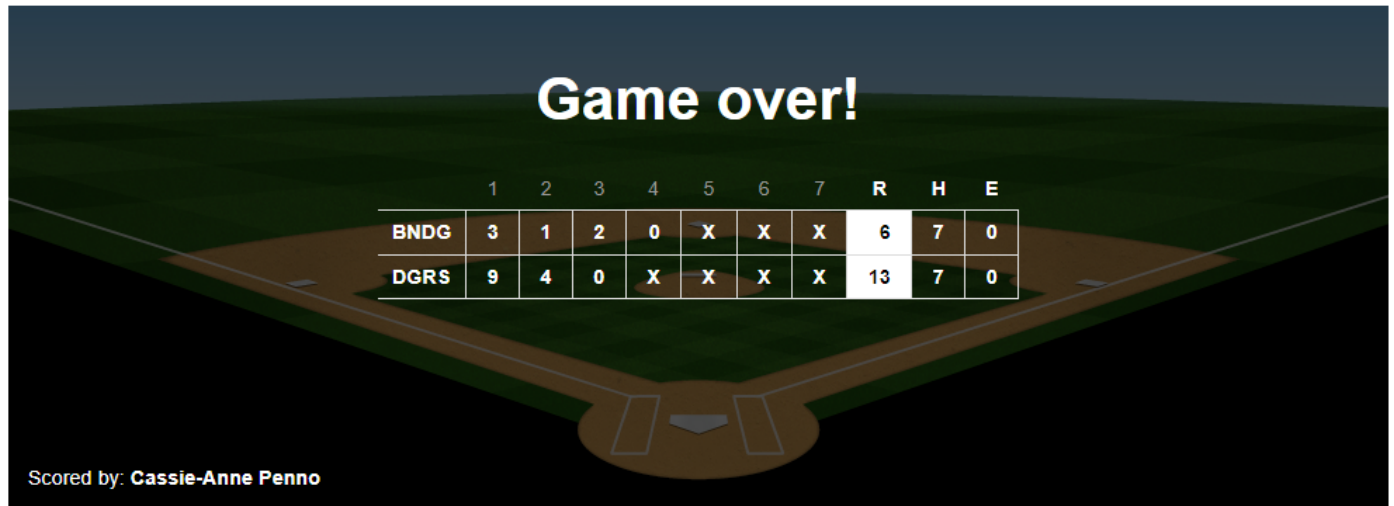 Game over!
1 2 3 4 5 6 7 R H E
BNDG 3 1 2 0 X X X 6 7 0
DGRS 9 4 0 X X X X 13 7 0
Scored by: Cassie-Anne Penno